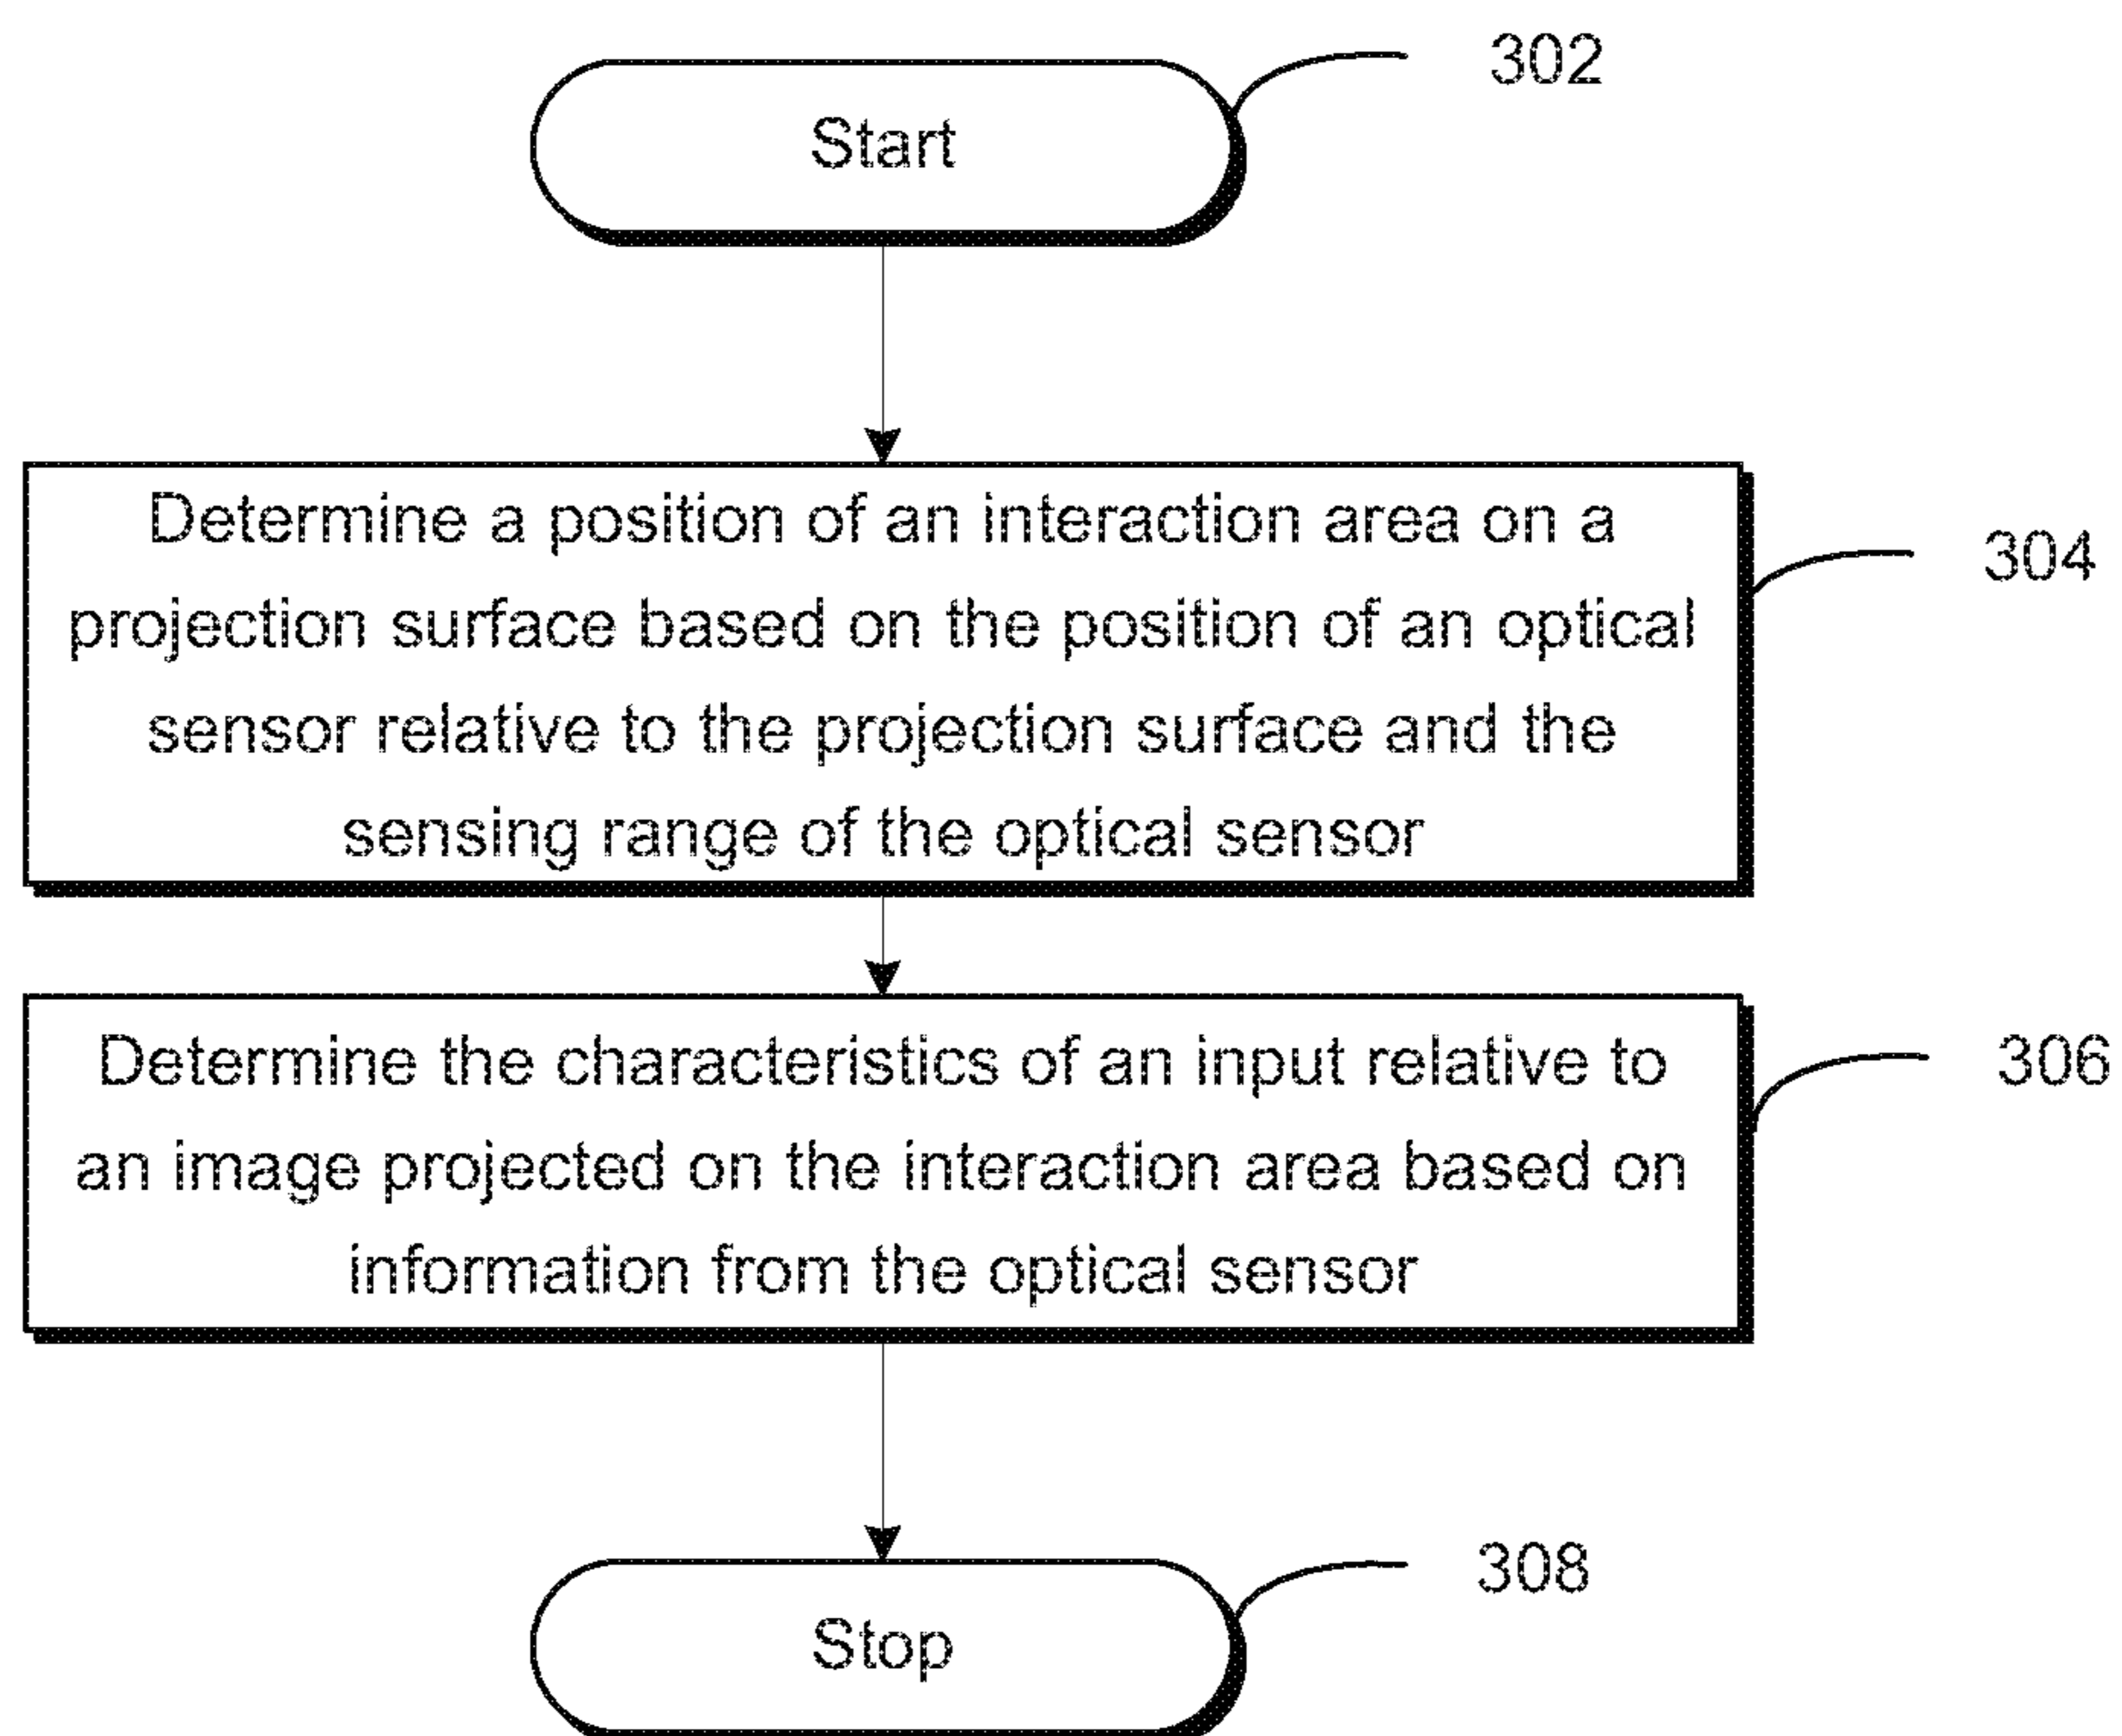 302
Start
Determine a position of an interaction area on a
projection surface based on the position of an optical
sensor relative to the projection surface and the
sensing range of the optical sensor
304
Determine the characteristics of an input relative to
an image projected on the interaction area based on
information from the optical sensor
306
308
Stop